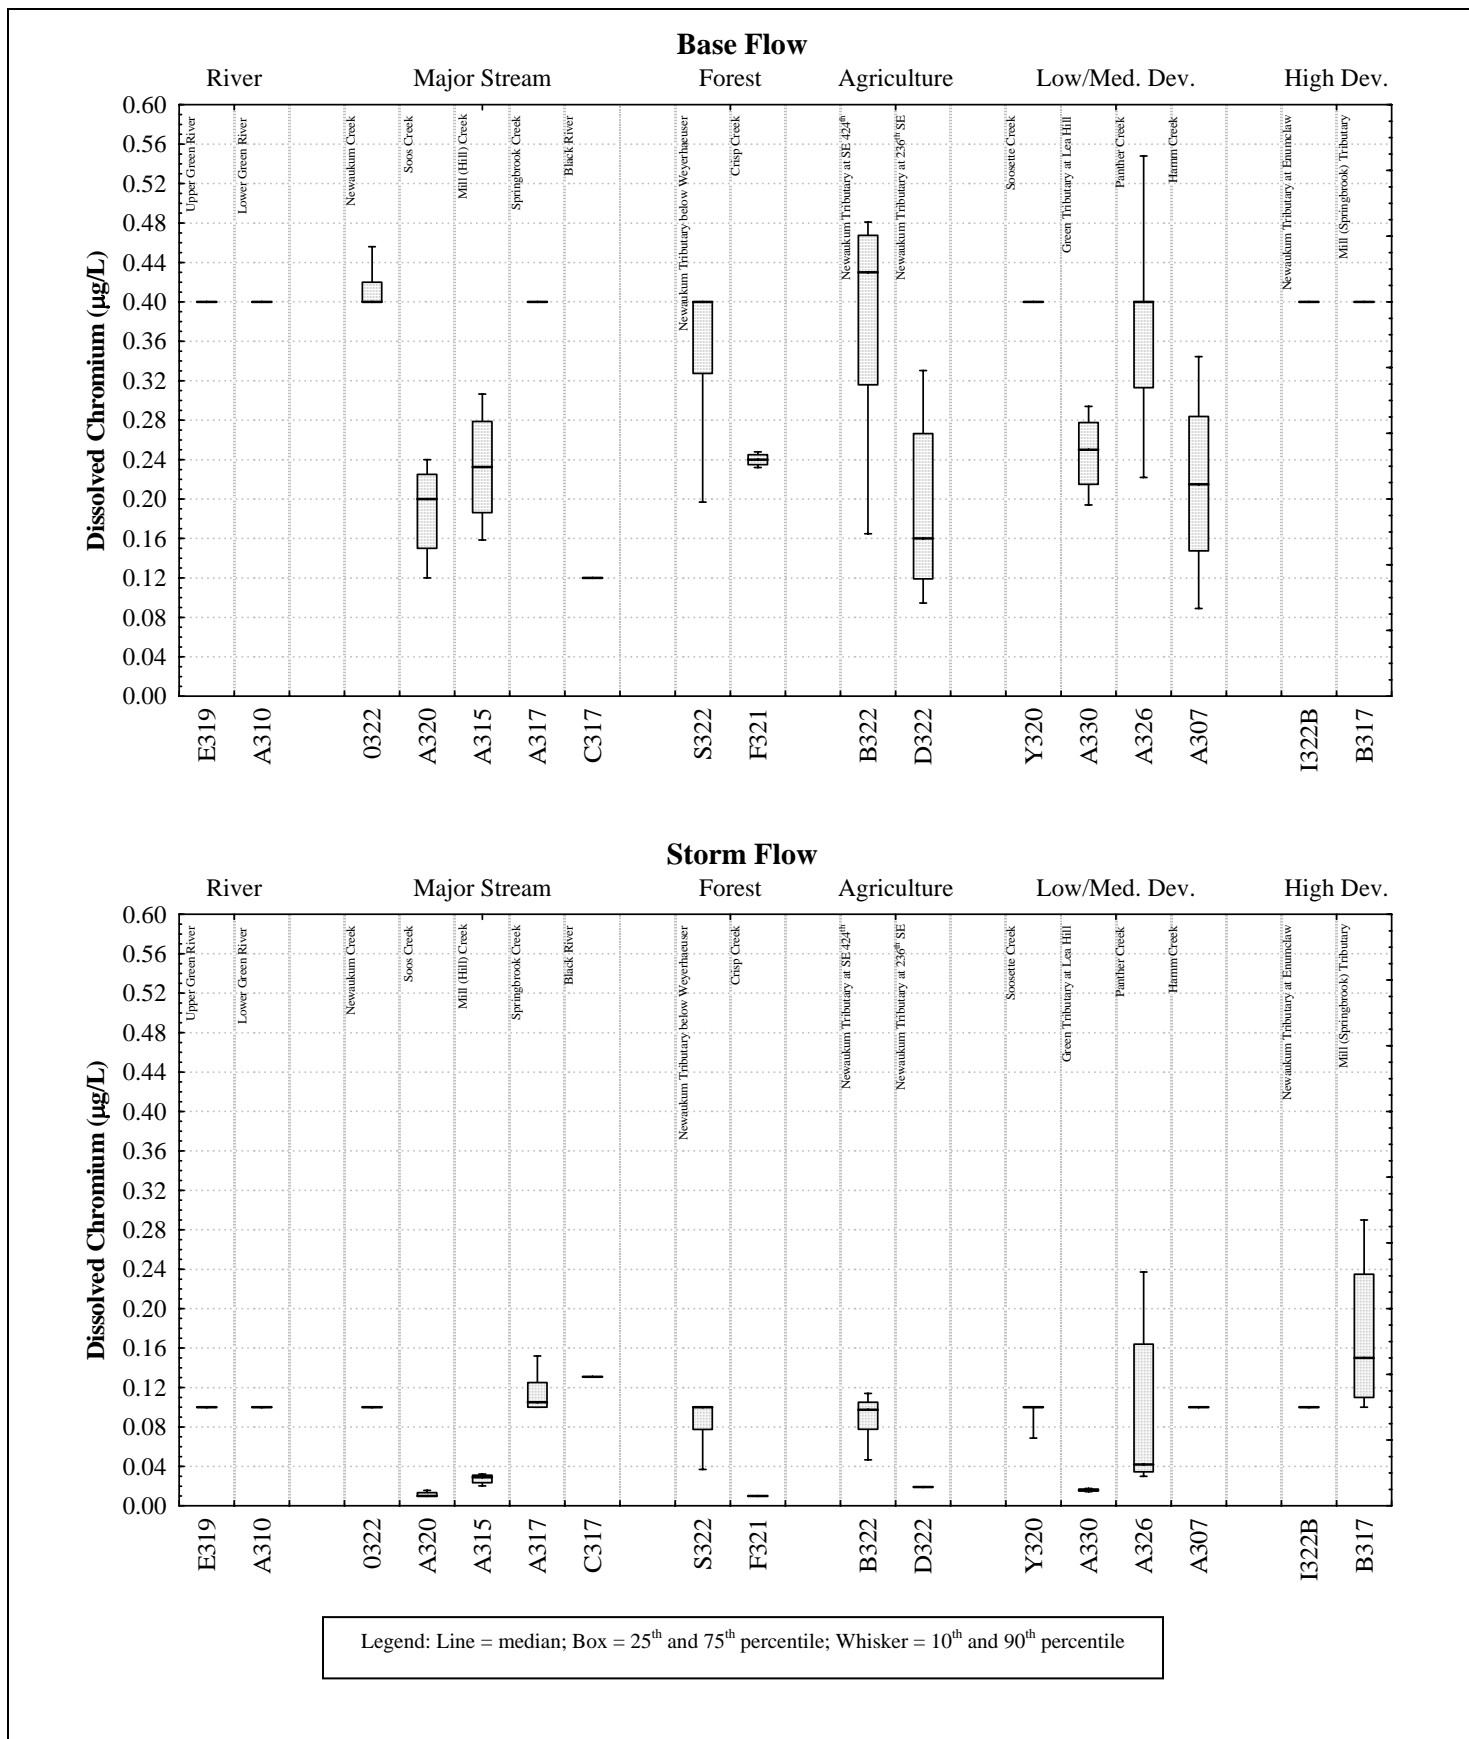 Base Flow
River Major Stream Forest Agriculture Low/Med. Dev. High Dev.
Dissolved Chromium (µg/L)
0.60
0.56
0.52
0.48
0.44
0.40
0.36
0.32
0.28
0.24
0.20
0.16
0.12
0.08
0.04
0.00
Upper Green River
Lower Green River
Newaukum Creek
Soos Creek
Mill (Hill) Creek
Springbrook Creek
Black River
Newaukum Tributary below Weyerhaeuser
Crisp Creek
Newaukum Tributary at SE 424th
Newaukum Tributary at 236th SE
Soosette Creek
Green Tributary at Lea Hill
Panther Creek
Hamm Creek
Newaukum Tributary at Enumclaw
Mill (Springbrook) Tributary
E319 A310 0322 A320 A315 A317 C317 S322 F321 B322 D322 Y320 A330 A326 A307 I322B B317
Storm Flow
River Major Stream Forest Agriculture Low/Med. Dev. High Dev.
Dissolved Chromium (µg/L)
0.60
0.56
0.52
0.48
0.44
0.40
0.36
0.32
0.28
0.24
0.20
0.16
0.12
0.08
0.04
0.00
Upper Green River
Lower Green River
Newaukum Creek
Soos Creek
Mill (Hill) Creek
Springbrook Creek
Black River
Newaukum Tributary below Weyerhaeuser
Crisp Creek
Newaukum Tributary at SE 424th
Newaukum Tributary at 236th SE
Soosette Creek
Green Tributary at Lea Hill
Panther Creek
Hamm Creek
Newaukum Tributary at Enumclaw
Mill (Springbrook) Tributary
E319 A310 0322 A320 A315 A317 C317 S322 F321 B322 D322 Y320 A330 A326 A307 I322B B317
Legend: Line = median; Box = 25th and 75th percentile; Whisker = 10th and 90th percentile